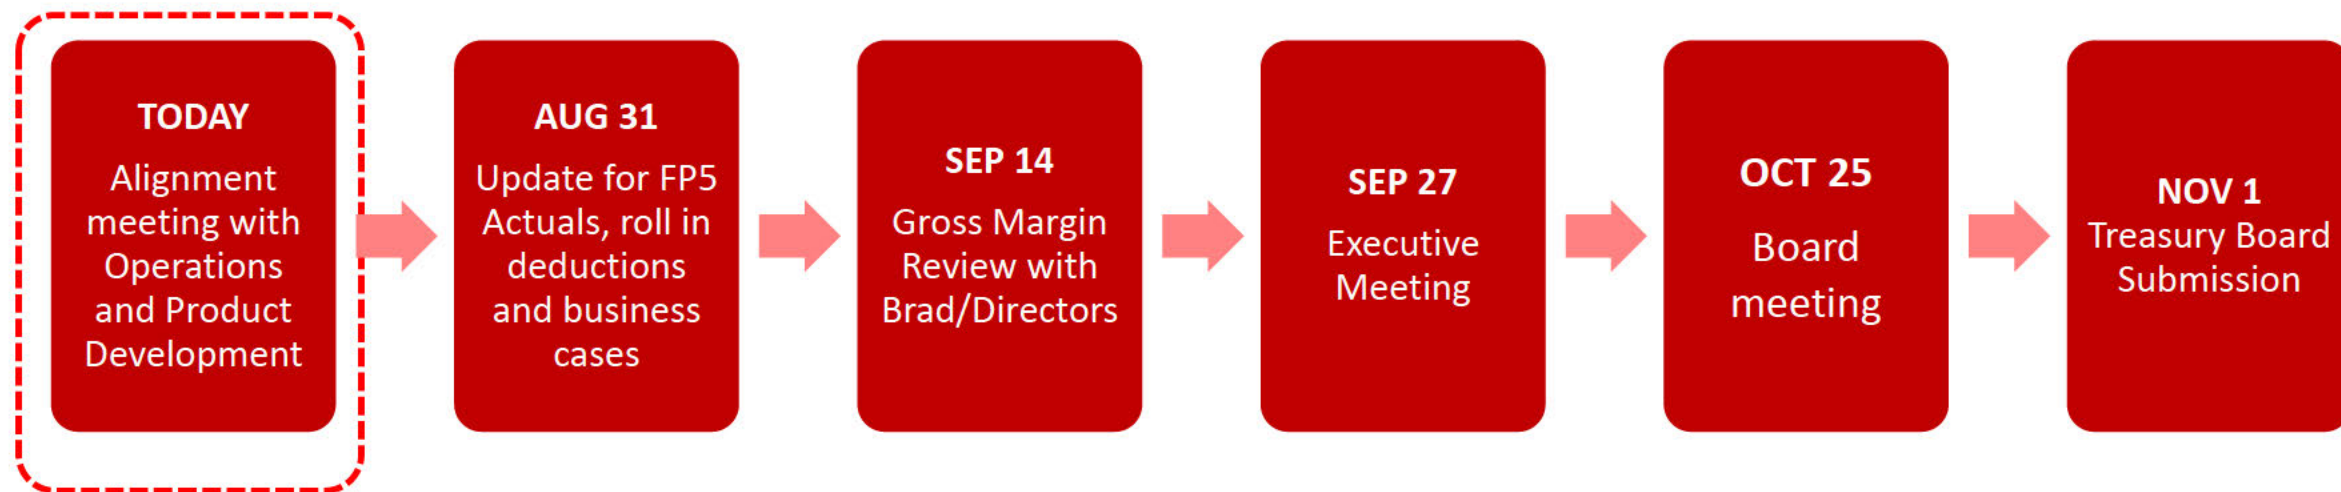 TODAY
Alignment
meeting with
Operations
and Product
Development
AUG 31
Update for FP5
Actuals, roll in
deductions
and business
cases
SEP 14
Gross Margin
Review with
Brad/Directors
SEP 27
Executive
Meeting
OCT 25
Board
meeting
NOV 1
Treasury Board
Submission